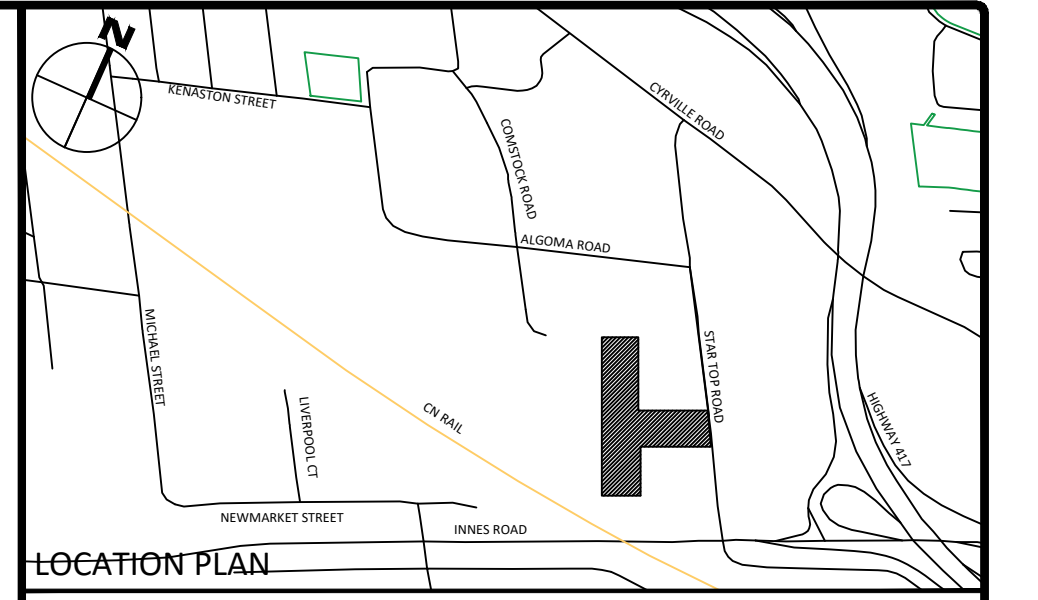 N
KENASTON STREET
CYRVILLE ROAD
COMSTOCK ROAD
ALGOMA ROAD
MICHAEL STREET
STAR TOP ROAD
LIVERPOOL CT
CN RAIL
HIGHWAY 417
NEWMARKET STREET
INNES ROAD
LOCATION PLAN